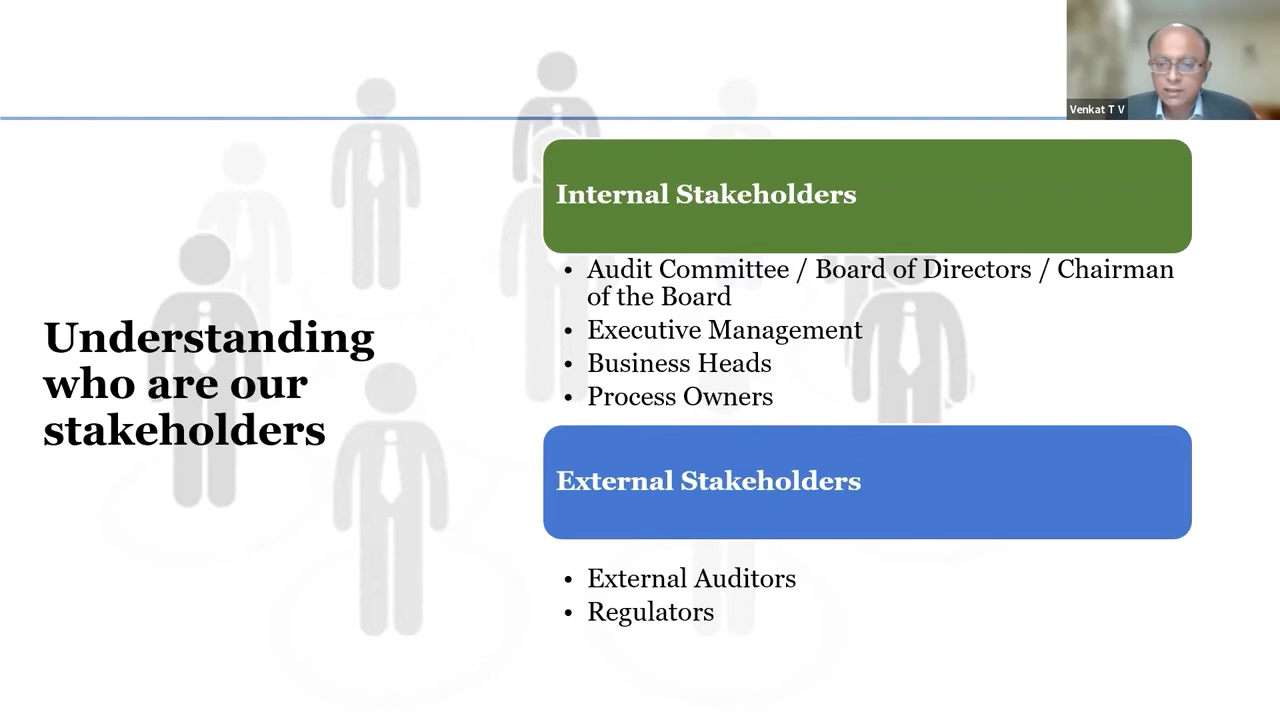 Venkat T V
Internal Stakeholders
• Audit Committee / Board of Directors / Chairman
of the Board
• Executive Management
• Business Heads
• Process Owners
Understanding
who are our
stakeholders
External Stakeholders
• External Auditors
• Regulators